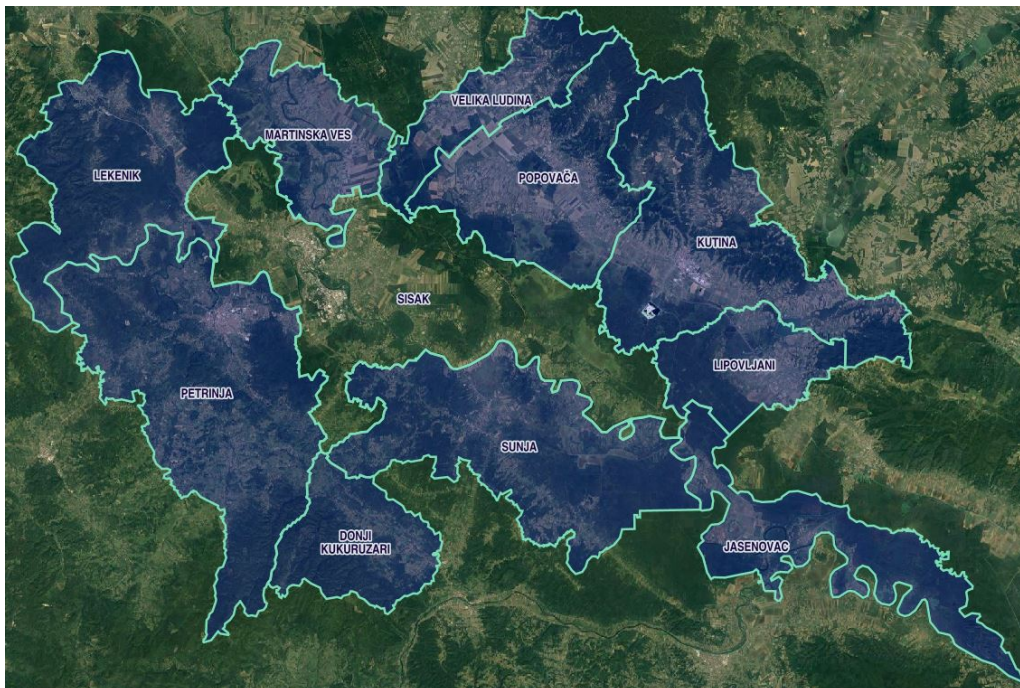 VELIKA LUDINA
MARTINSKA VES
LEKENIK
POPOVAČA
KUTINA
SISAK
LIPOVLJANI
PETRINJA
SUNJA
DONJI
KUKURUZARI
JASENOVAC